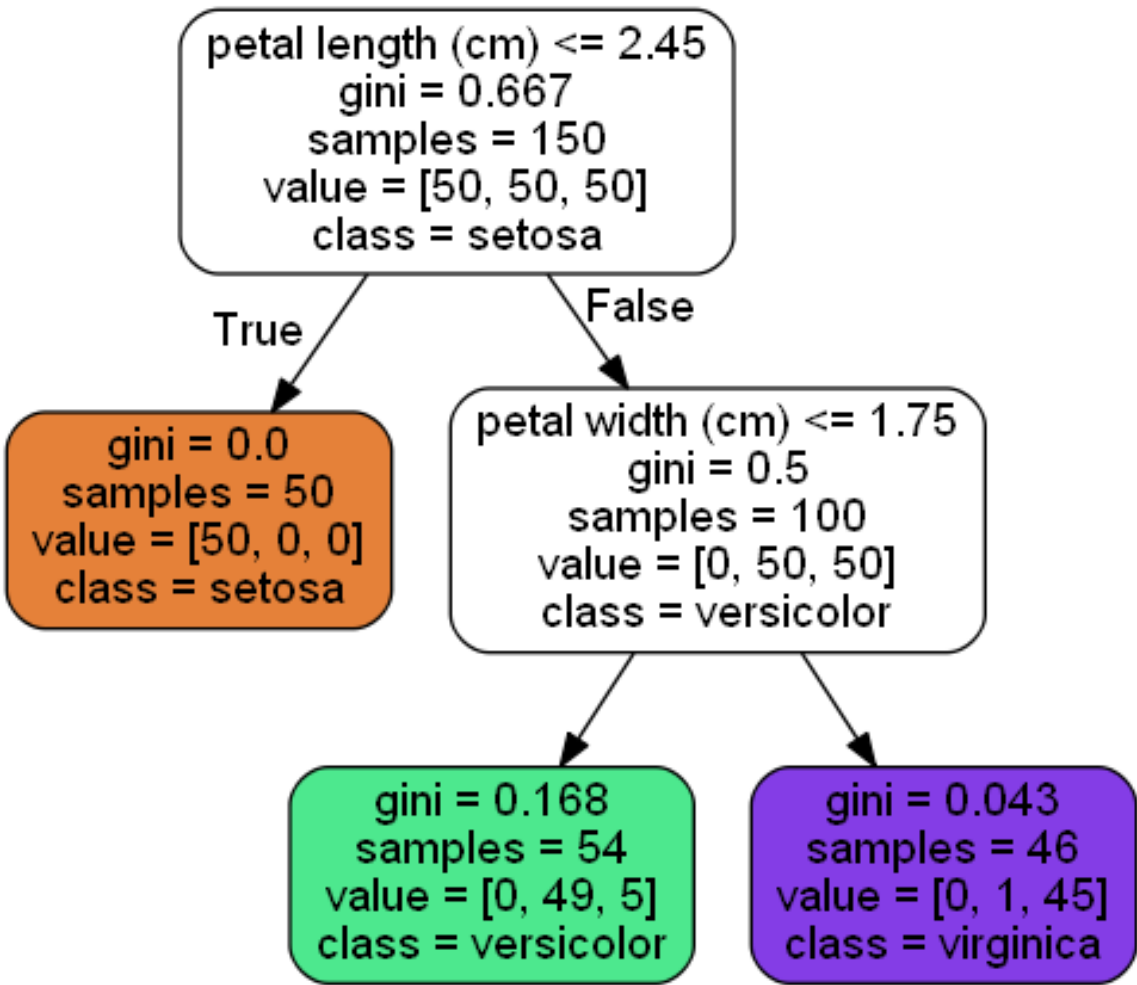 petal length (cm) <= 2.45
gini = 0.667
samples = 150
value = [50, 50, 50]
class = setosa
True
False
gini = 0.0
samples = 50
value = [50, 0, 0]
class = setosa
petal width (cm) <= 1.75
gini = 0.5
samples = 100
value = [0, 50, 50]
class = versicolor
gini = 0.168
samples = 54
value = [0, 49, 5]
class = versicolor
gini = 0.043
samples = 46
value = [0, 1, 45]
class = virginica